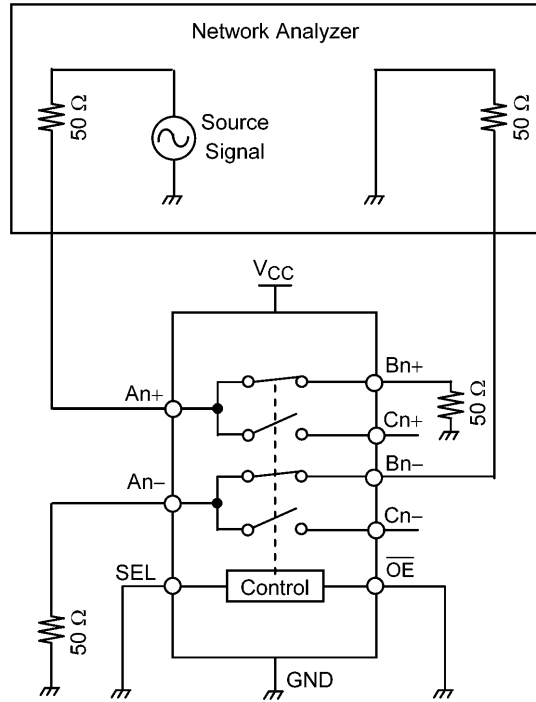 Network Analyzer
50 Ω
Source
Signal
50 Ω
VCC
An+
Bn+
50 Ω
Cn+
Bn−
An−
Cn−
SEL
Control
OE
50 Ω
GND